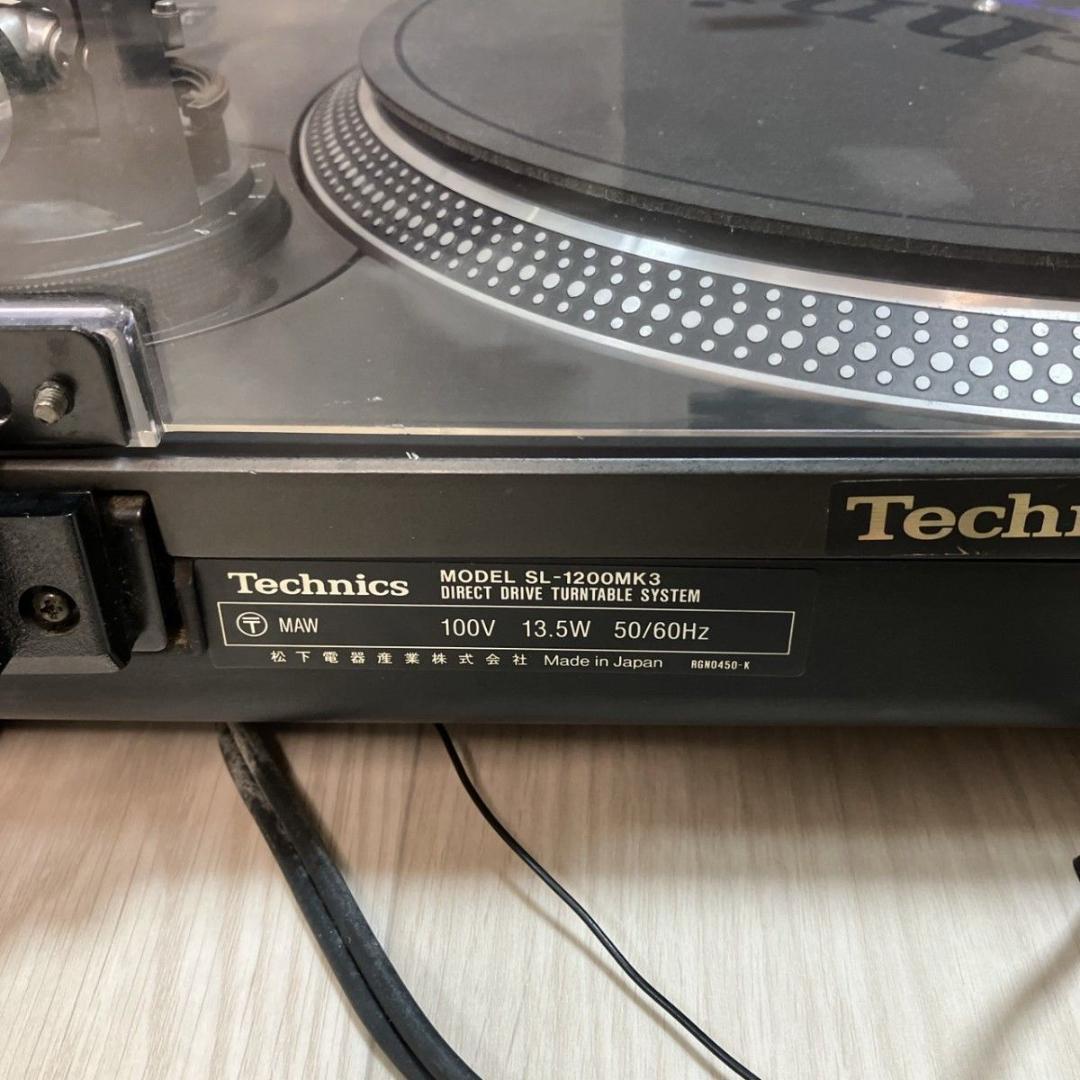 Techn
Technics MODEL SL-1200MK3
DIRECT DRIVE TURNTABLE SYSTEM
〒 MAW 100V 13.5W 50/60Hz
松下電器産業株式会社 Made in Japan RGN0450-K